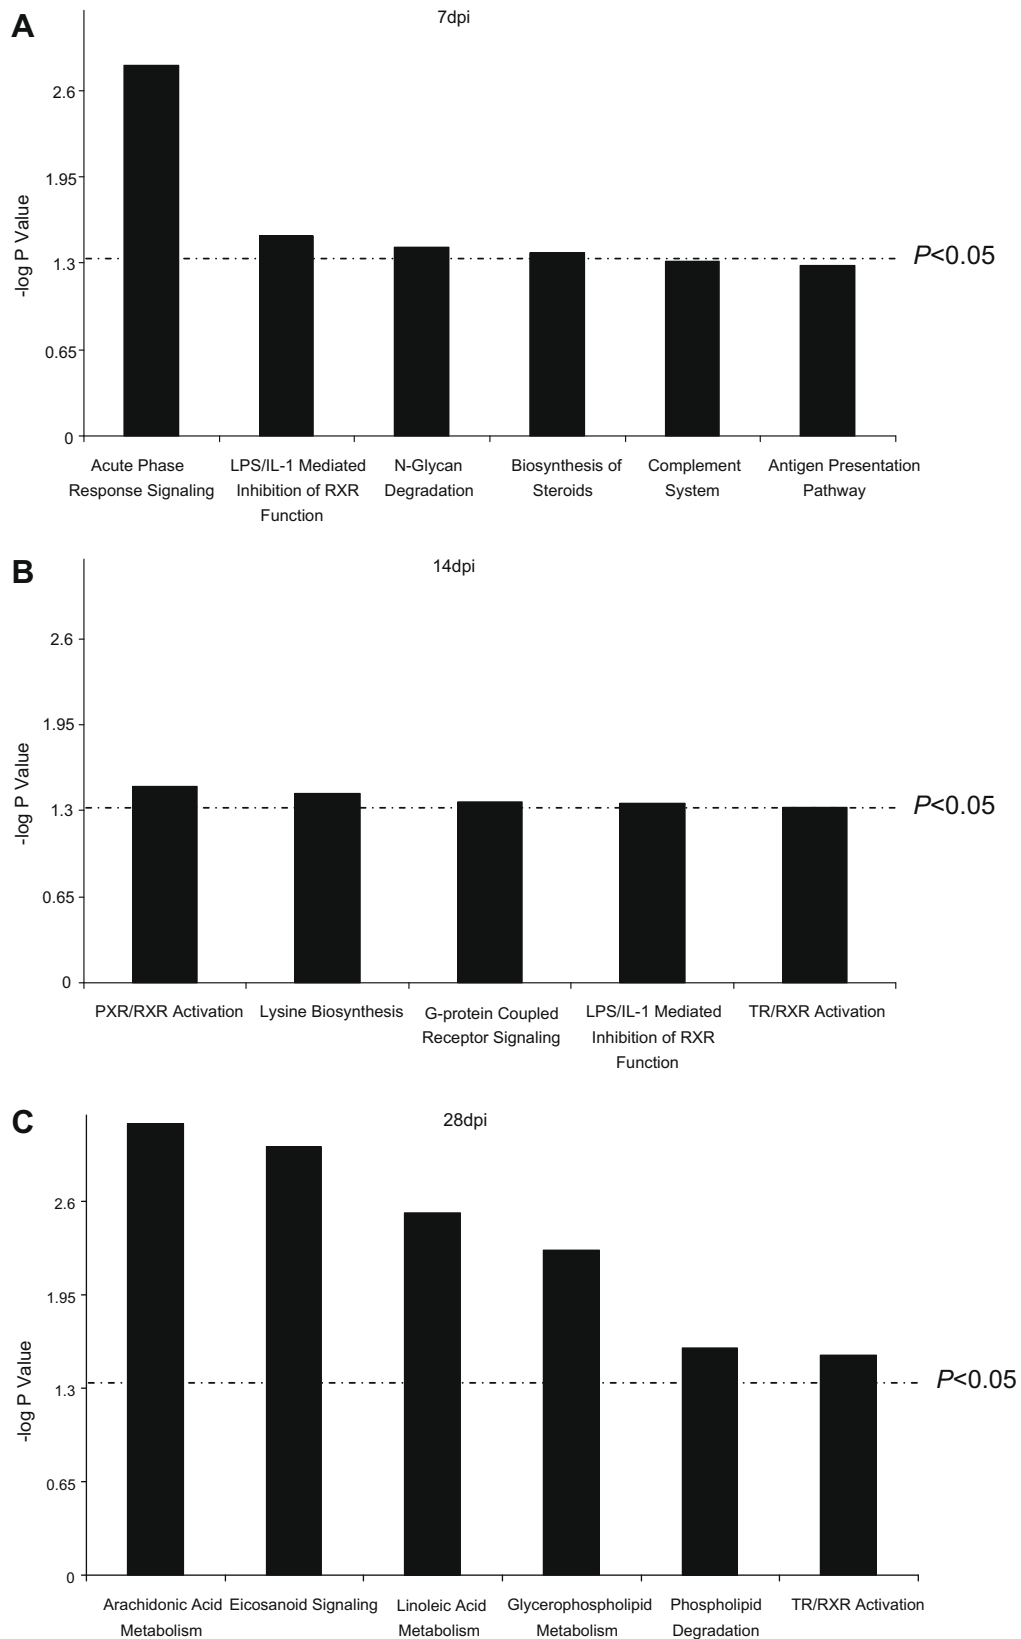 A
7dpi
2.6
1.95
1.3
0.65
0
-log P Value
P<0.05
Acute Phase
Response Signaling
LPS/IL-1 Mediated
Inhibition of RXR
Function
N-Glycan
Degradation
Biosynthesis of
Steroids
Complement
System
Antigen Presentation
Pathway
B
14dpi
2.6
1.95
1.3
0.65
0
-log P Value
P<0.05
PXR/RXR Activation
Lysine Biosynthesis
G-protein Coupled
Receptor Signaling
LPS/IL-1 Mediated
Inhibition of RXR
Function
TR/RXR Activation
C
28dpi
2.6
1.95
1.3
0.65
0
-log P Value
P<0.05
Arachidonic Acid
Metabolism
Eicosanoid Signaling
Linoleic Acid
Metabolism
Glycerophospholipid
Metabolism
Phospholipid
Degradation
TR/RXR Activation